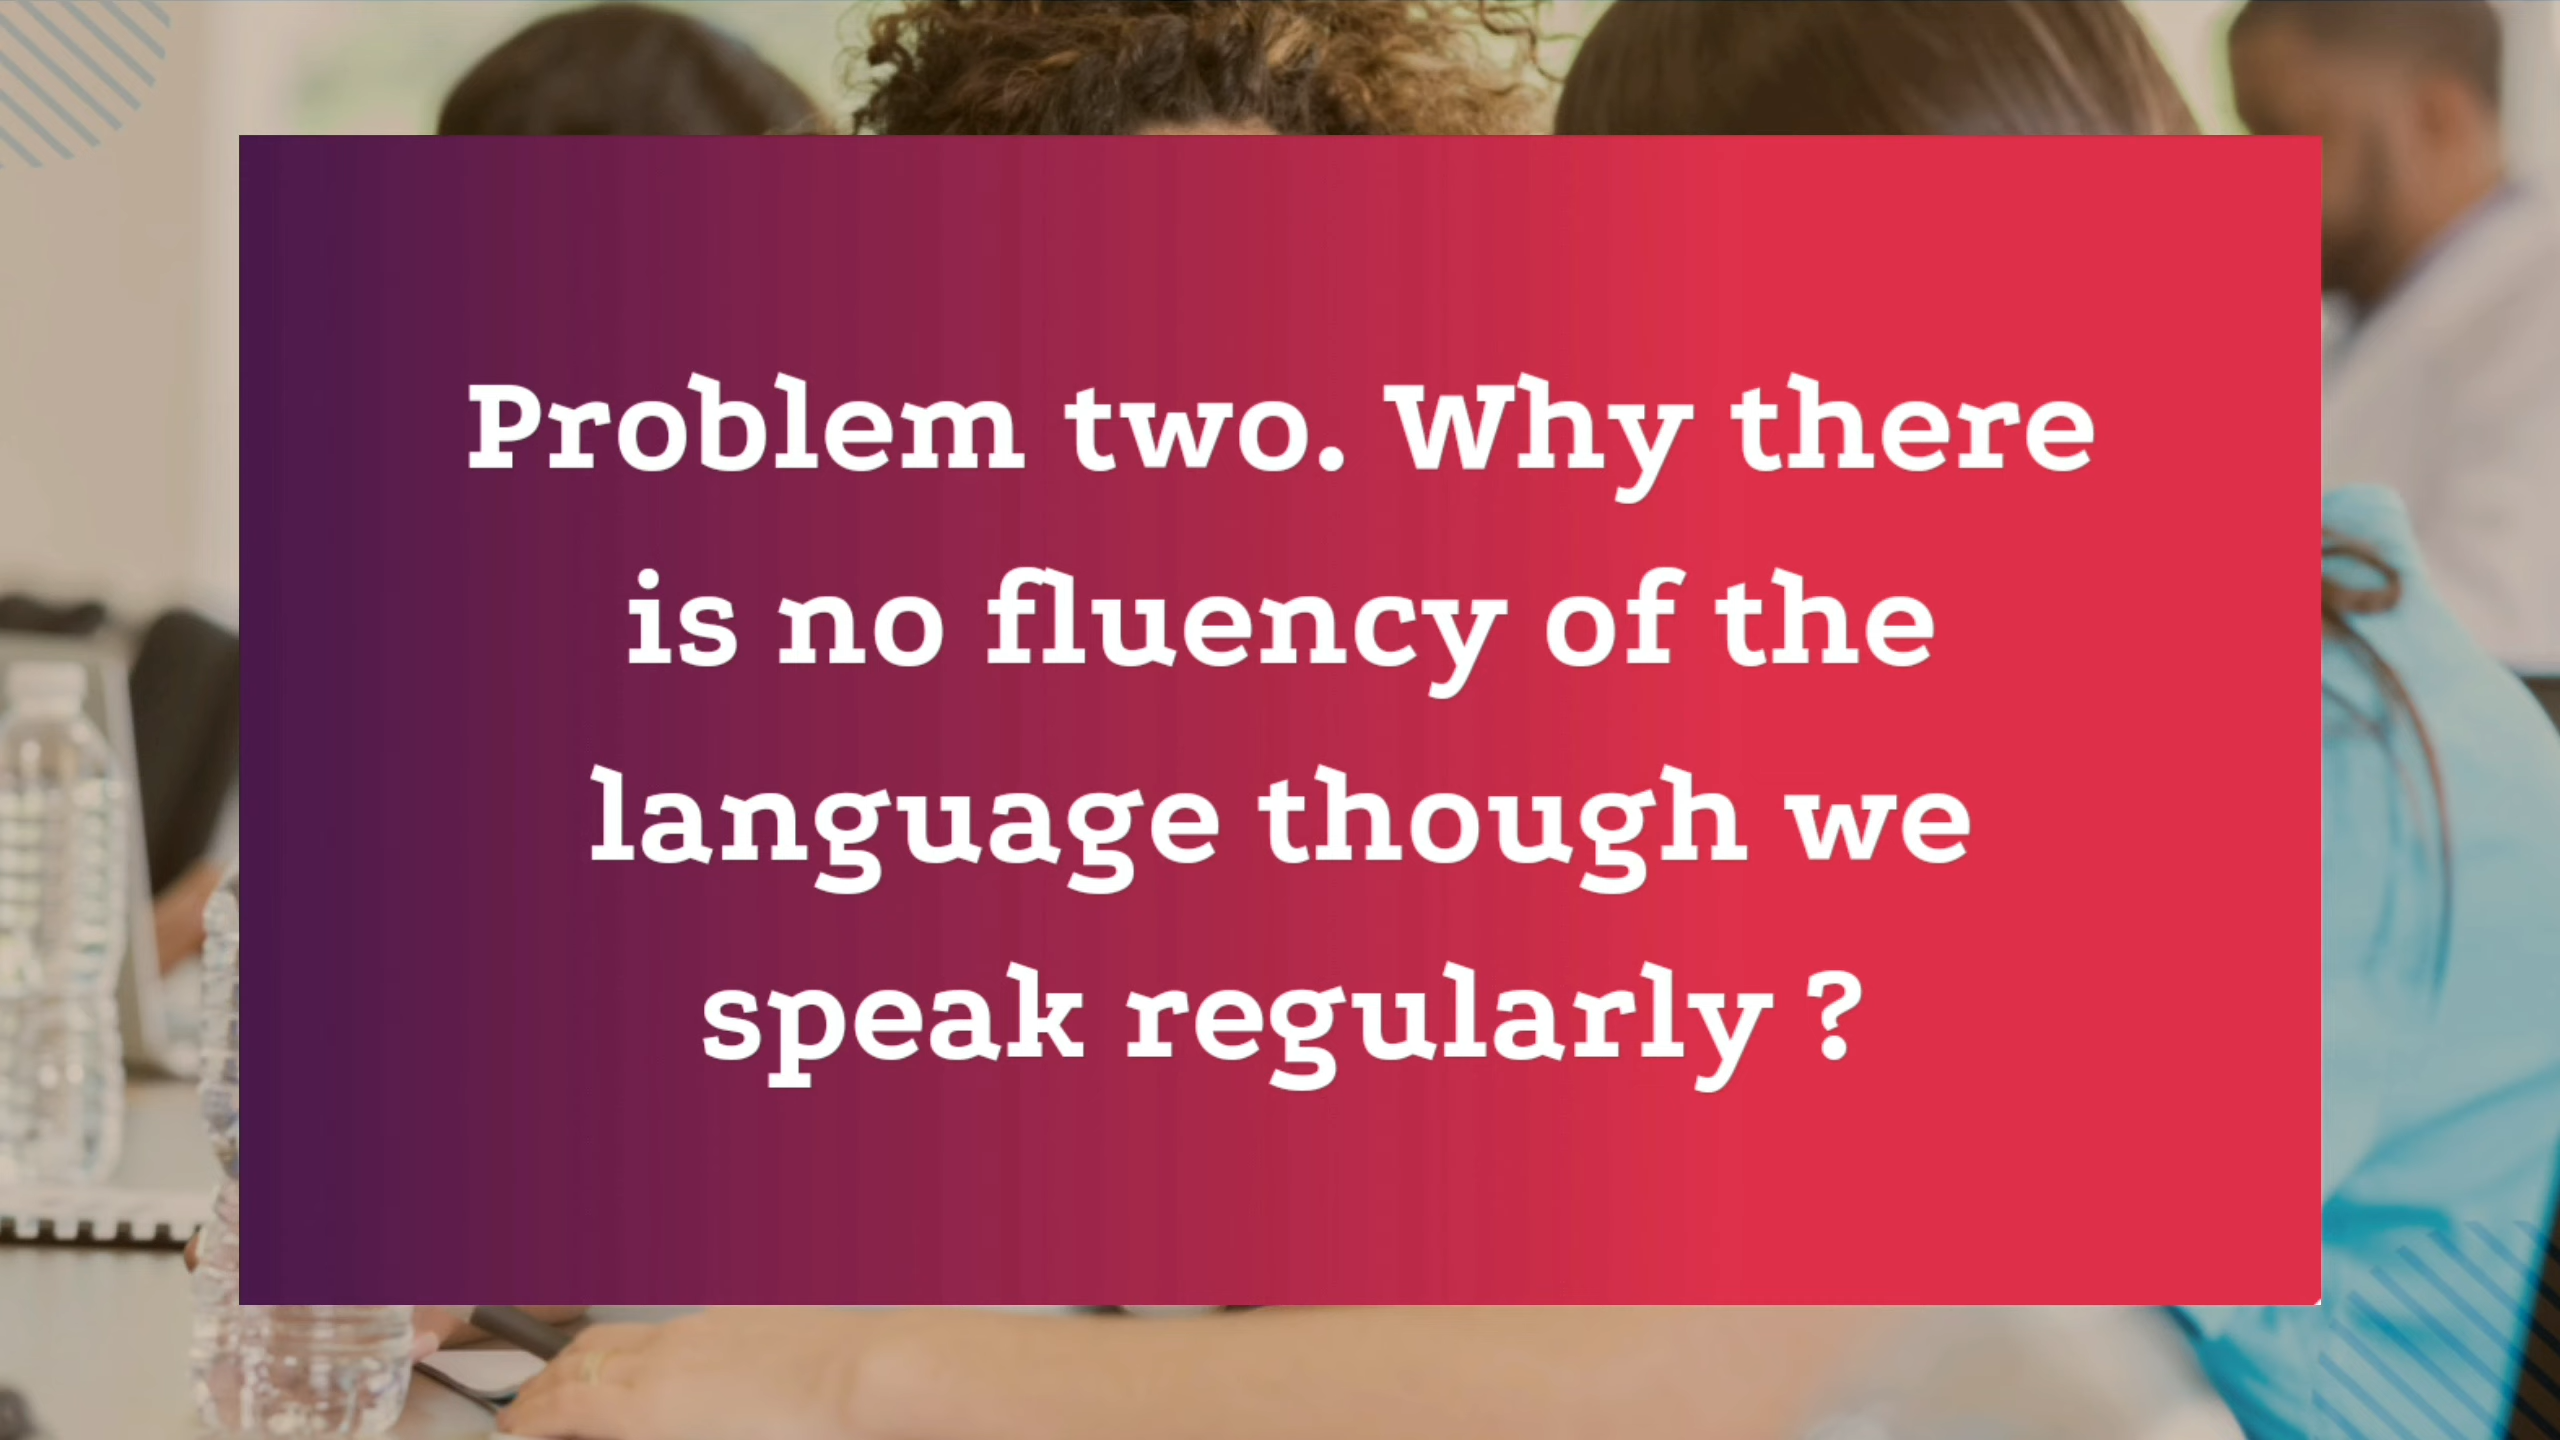 Problem two. Why there
is no fluency of the
language though we
speak regularly ?